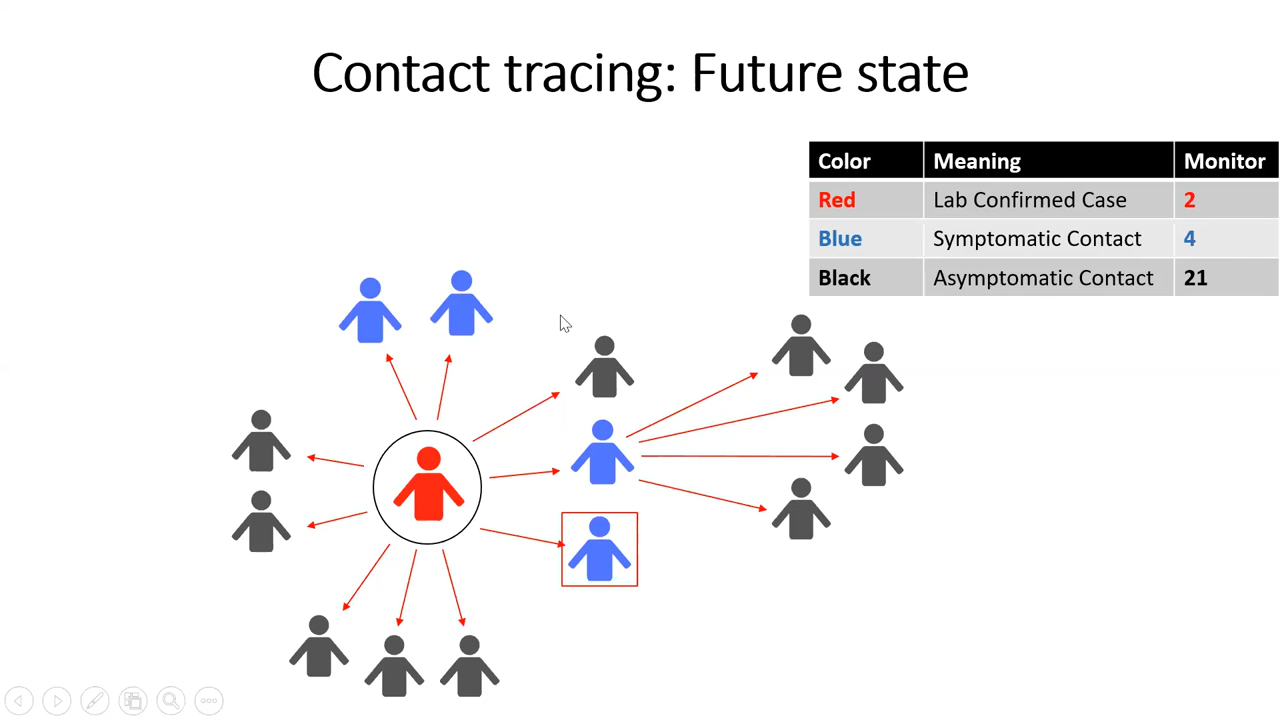 Contact tracing: Future state
Color Meaning Monitor
Red Lab Confirmed Case 2
Blue Symptomatic Contact 4
Black Asymptomatic Contact 21